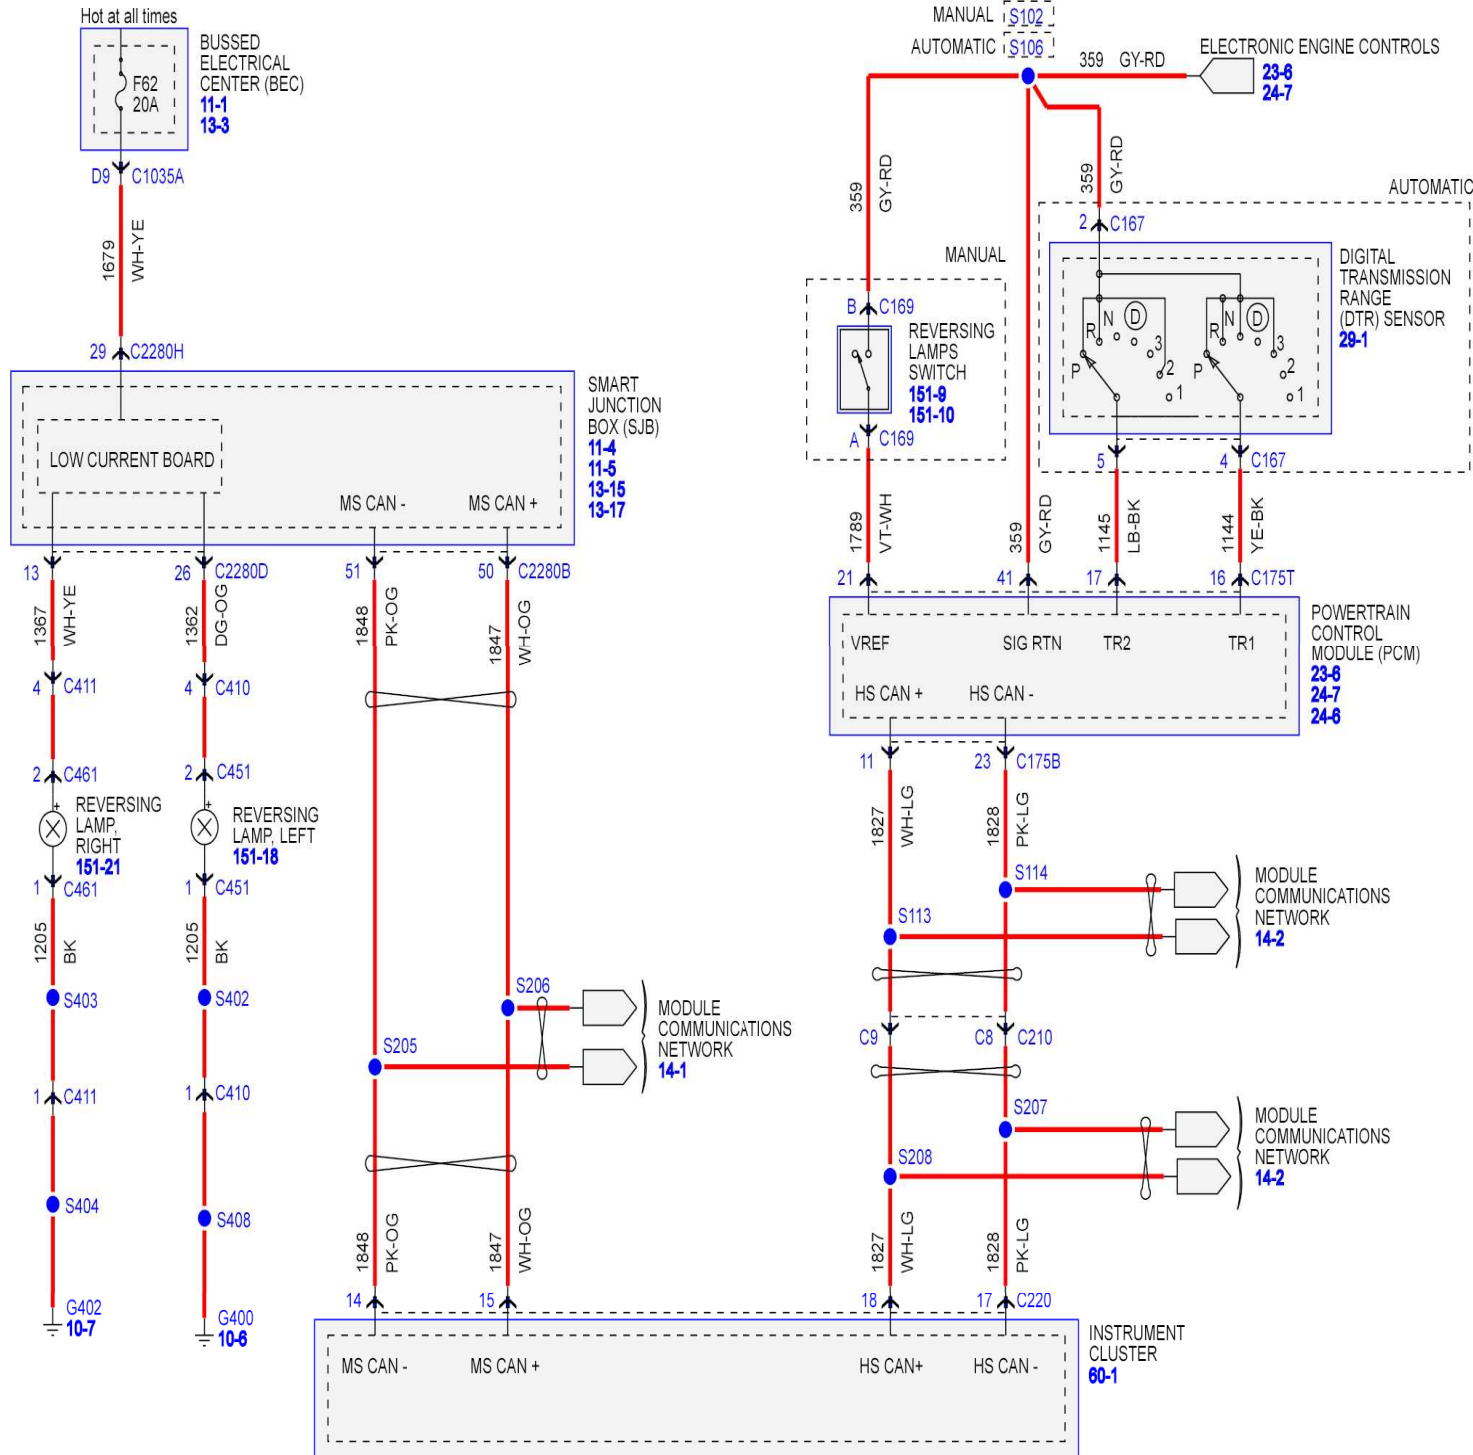 Hot at all times
BUSSED
ELECTRICAL
CENTER (BEC)
11-1
13-3
F62
20A
D9
C1035A
1679
WH-YE
29
C2280H
SMART
JUNCTION
BOX (SJB)
11-4
11-5
13-15
13-17
LOW CURRENT BOARD
MS CAN -
MS CAN +
13
26
C2280D
51
50
C2280B
1367
WH-YE
1362
DG-OG
1848
PK-OG
1847
WH-OG
4
C411
4
C410
2
C461
2
C451
+
REVERSING
LAMP,
RIGHT
151-21
+
REVERSING
LAMP, LEFT
151-18
1
C461
1
C451
1205
BK
1205
BK
S403
S402
S206
S205
MODULE
COMMUNICATIONS
NETWORK
14-1
1
C411
1
C410
S404
S408
G402
10-7
G400
10-6
1848
PK-OG
1847
WH-OG
14
15
MANUAL
S102
AUTOMATIC
S106
359
GY-RD
ELECTRONIC ENGINE CONTROLS
23-6
24-7
359
GY-RD
359
GY-RD
AUTOMATIC
2
C167
MANUAL
B
C169
REVERSING
LAMPS
SWITCH
151-9
151-10
A
C169
DIGITAL
TRANSMISSION
RANGE
(DTR) SENSOR
29-1
P
R
N
D
3
2
1
P
R
N
D
3
2
1
5
4
C167
1789
VT-WH
359
GY-RD
1145
LB-BK
1144
YE-BK
21
41
17
16
C175T
POWERTRAIN
CONTROL
MODULE (PCM)
23-6
24-7
24-6
VREF
SIG RTN
TR2
TR1
HS CAN +
HS CAN -
11
23
C175B
1827
WH-LG
1828
PK-LG
S114
S113
MODULE
COMMUNICATIONS
NETWORK
14-2
C9
C8
C210
S207
S208
MODULE
COMMUNICATIONS
NETWORK
14-2
1827
WH-LG
1828
PK-LG
18
17
C220
INSTRUMENT
CLUSTER
60-1
MS CAN -
MS CAN +
HS CAN+
HS CAN -